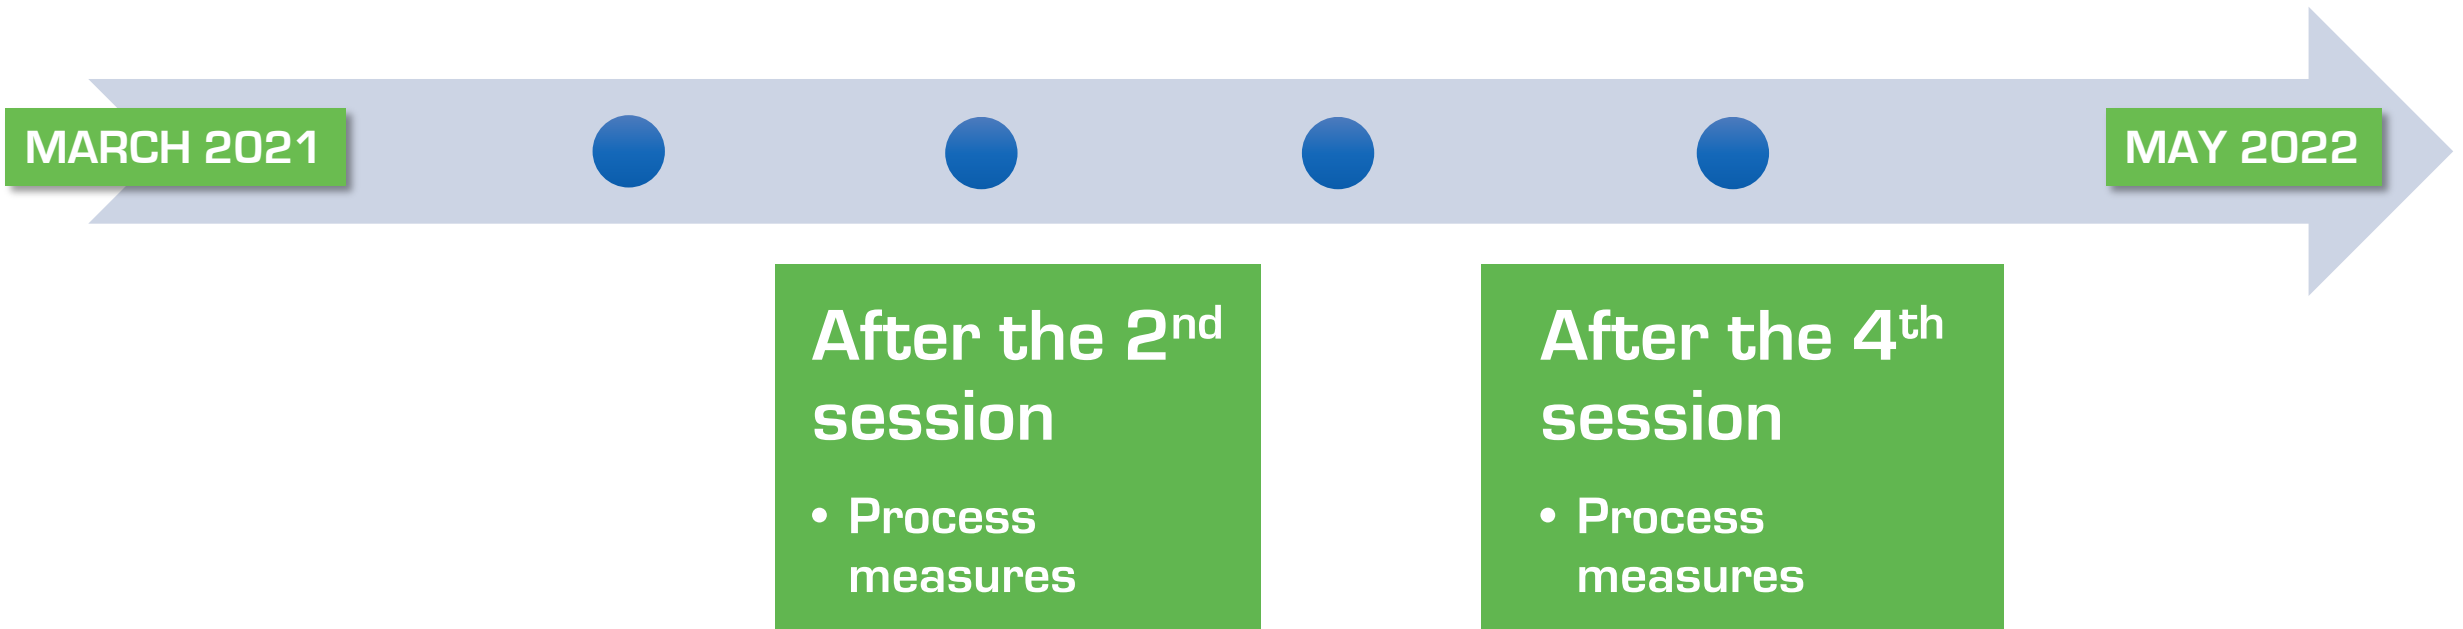 MARCH 2021
MAY 2022
After the 2nd
session
• Process
measures
After the 4th
session
• Process
measures